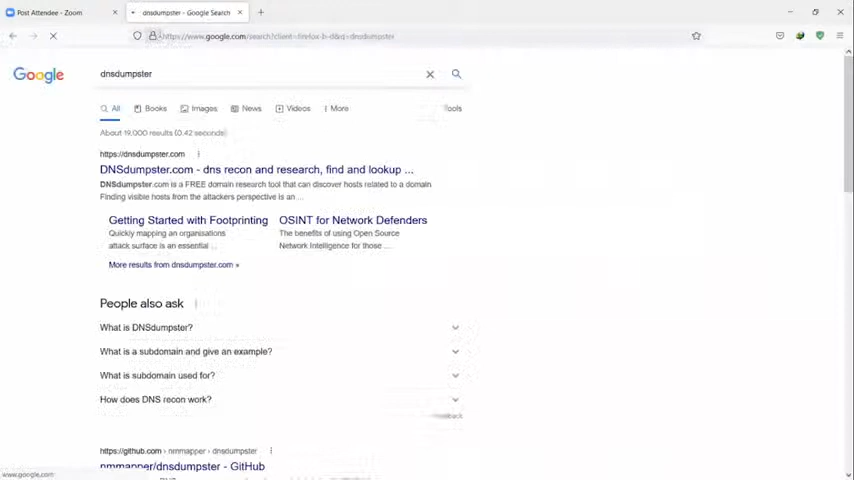 Post Attendee - Zoom
dnsdumpster - Google Search
https://www.google.com/search?client=firefox-b-d&q=dnsdumpster
Google
dnsdumpster
All
Books
Images
News
Videos
More
Tools
About 19,000 results (0.42 seconds)
https://dnsdumpster.com
DNSdumpster.com - dns recon and research, find and lookup ...
DNSdumpster.com is a FREE domain research tool that can discover hosts related to a domain
Finding visible hosts from the attackers perspective is an ...
Getting Started with Footprinting
Quickly mapping an organisations
attack surface is an essential ...
OSINT for Network Defenders
The benefits of using Open Source
Network Intelligence for those ...
More results from dnsdumpster.com »
People also ask
What is DNSdumpster?
What is a subdomain and give an example?
What is subdomain used for?
How does DNS recon work?
https://github.com › nmmapper › dnsdumpster
nmmapper/dnsdumpster - GitHub
www.google.com